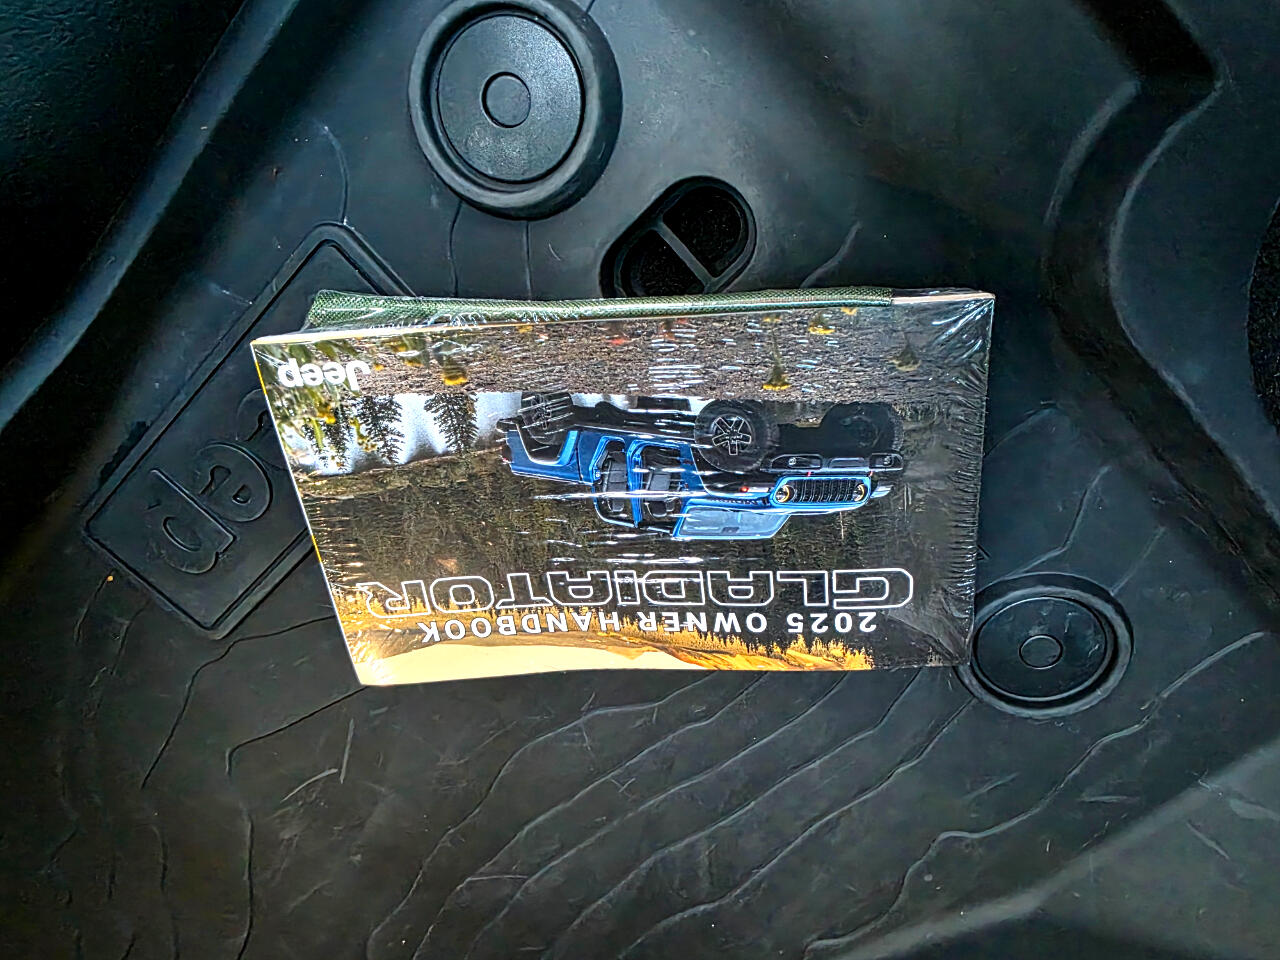 2025 OWNER HANDBOOK
GLADIATOR
Jeep
Jeep